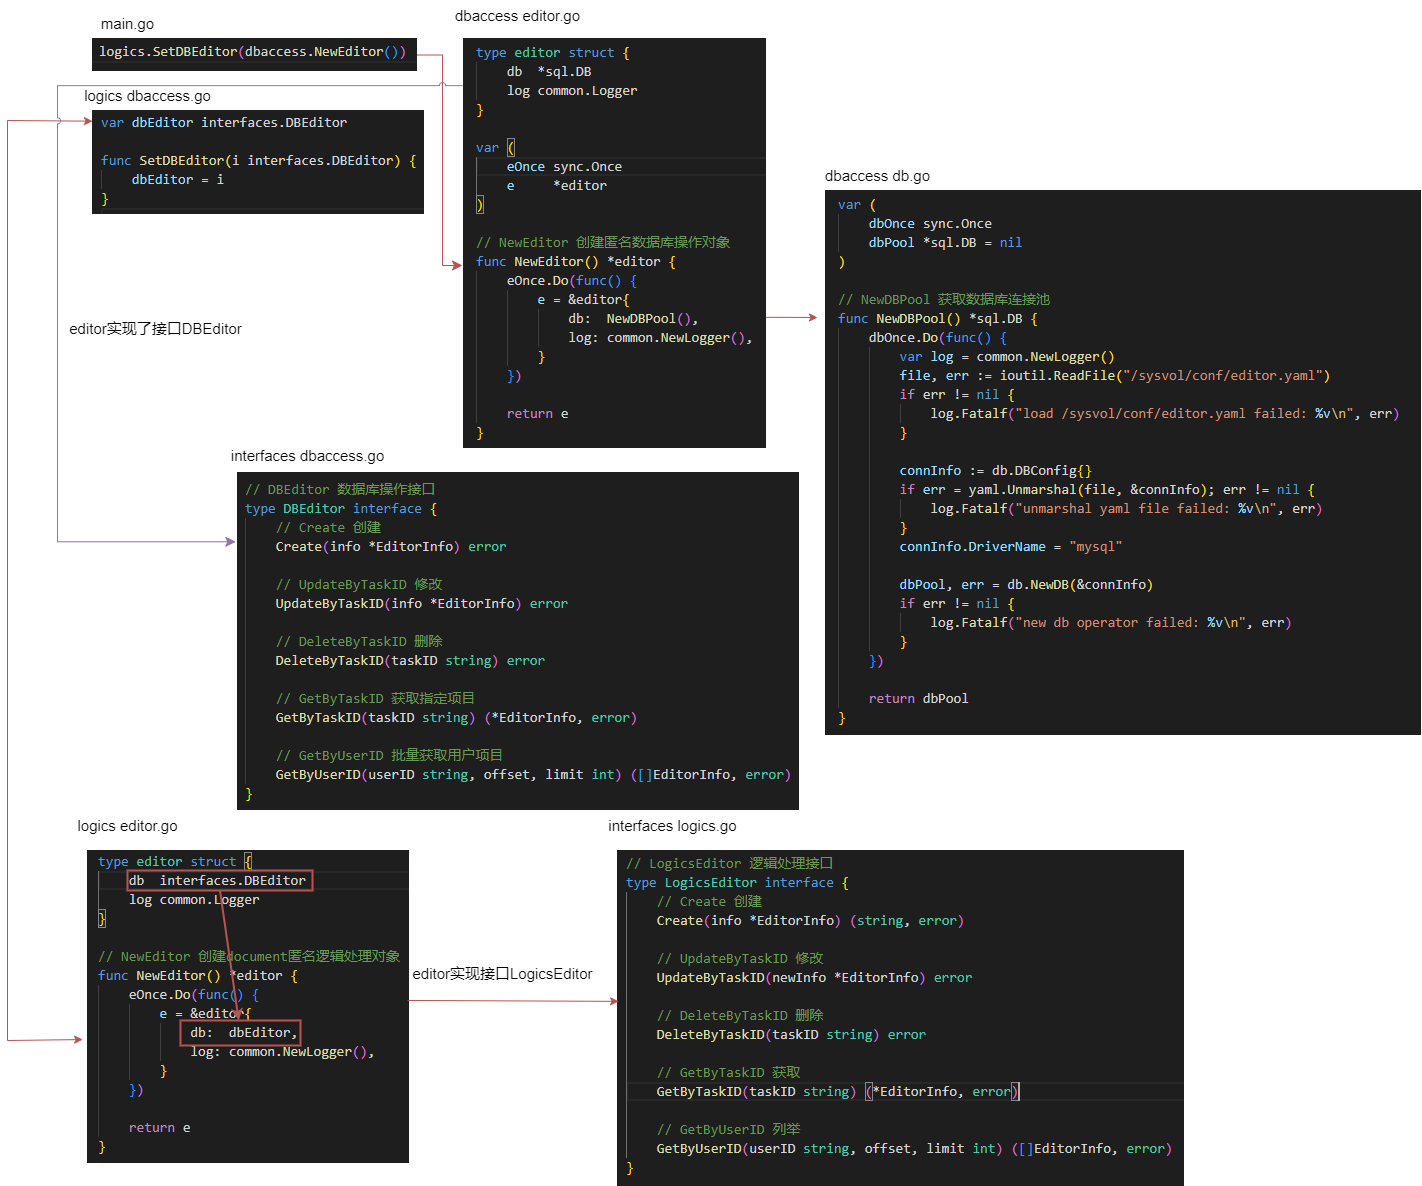 main.go
logics.SetDBEditor(dbaccess.NewEditor())
logics dbaccess.go
var dbEditor interfaces.DBEditor
func SetDBEditor(i interfaces.DBEditor) {
    dbEditor = i
}
dbaccess editor.go
type editor struct {
    db  *sql.DB
    log common.Logger
}
var (
    eOnce sync.Once
    e     *editor
)
// NewEditor 创建匿名数据库操作对象
func NewEditor() *editor {
    eOnce.Do(func() {
        e = &editor{
            db:  NewDBPool(),
            log: common.NewLogger(),
        }
    })
    return e
}
dbaccess db.go
var (
    dbOnce sync.Once
    dbPool *sql.DB = nil
)
// NewDBPool 获取数据库连接池
func NewDBPool() *sql.DB {
    dbOnce.Do(func() {
        var log = common.NewLogger()
        file, err := ioutil.ReadFile("/sysvol/conf/editor.yaml")
        if err != nil {
            log.Fatalf("load /sysvol/conf/editor.yaml failed: %v\n", err)
        }
        connInfo := db.DBConfig{}
        if err = yaml.Unmarshal(file, &connInfo); err != nil {
            log.Fatalf("unmarshal yaml file failed: %v\n", err)
        }
        connInfo.DriverName = "mysql"
        dbPool, err = db.NewDB(&connInfo)
        if err != nil {
            log.Fatalf("new db operator failed: %v\n", err)
        }
    })
    return dbPool
}
editor实现了接口DBEditor
interfaces dbaccess.go
// DBEditor 数据库操作接口
type DBEditor interface {
    // Create 创建
    Create(info *EditorInfo) error
    // UpdateByTaskID 修改
    UpdateByTaskID(info *EditorInfo) error
    // DeleteByTaskID 删除
    DeleteByTaskID(taskID string) error
    // GetByTaskID 获取指定项目
    GetByTaskID(taskID string) (*EditorInfo, error)
    // GetByUserID 批量获取用户项目
    GetByUserID(userID string, offset, limit int) ([]EditorInfo, error)
}
logics editor.go
type editor struct {
    db  interfaces.DBEditor
    log common.Logger
}
// NewEditor 创建document匿名逻辑处理对象
func NewEditor() *editor {
    eOnce.Do(func() {
        e = &editor{
            db:  dbEditor,
            log: common.NewLogger(),
        }
    })
    return e
}
editor实现接口LogicsEditor
interfaces logics.go
// LogicsEditor 逻辑处理接口
type LogicsEditor interface {
    // Create 创建
    Create(info *EditorInfo) (string, error)
    // UpdateByTaskID 修改
    UpdateByTaskID(newInfo *EditorInfo) error
    // DeleteByTaskID 删除
    DeleteByTaskID(taskID string) error
    // GetByTaskID 获取
    GetByTaskID(taskID string) (*EditorInfo, error)
    // GetByUserID 列举
    GetByUserID(userID string, offset, limit int) ([]EditorInfo, error)
}